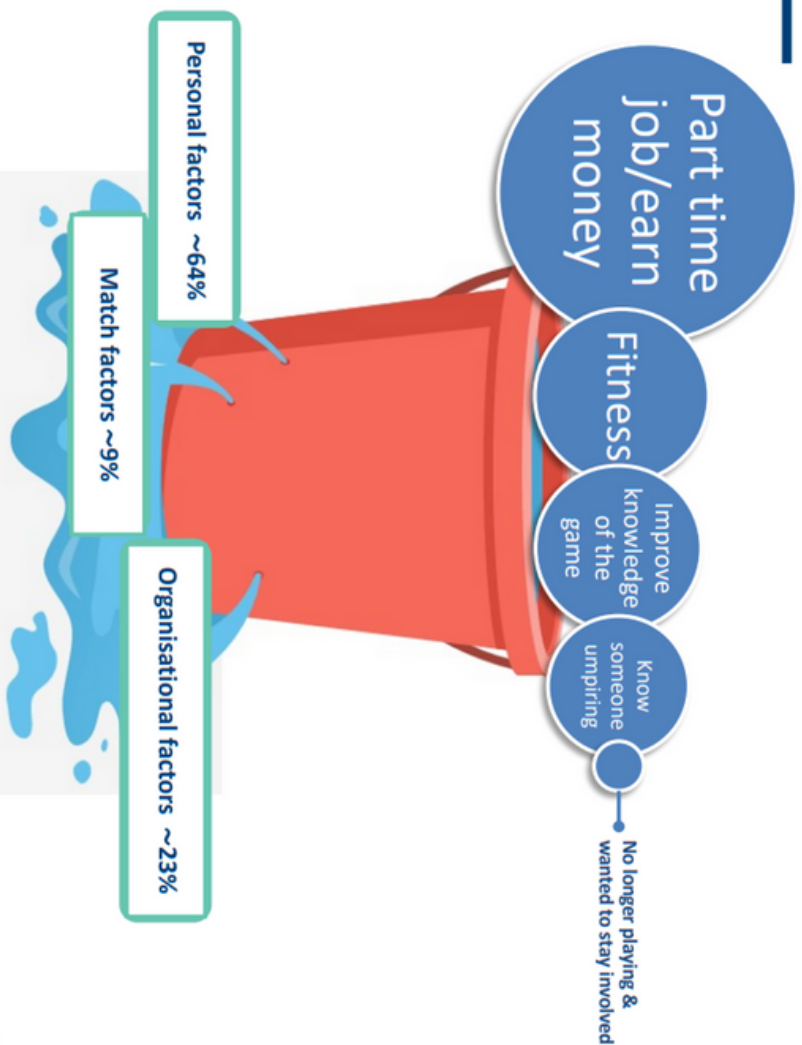 Part time
job/earn
money
Fitness
Improve
knowledge
of the
game
Know
someone
umpiring
No longer playing &
wanted to stay involved
Personal factors ~64%
Match factors ~9%
Organisational factors ~23%